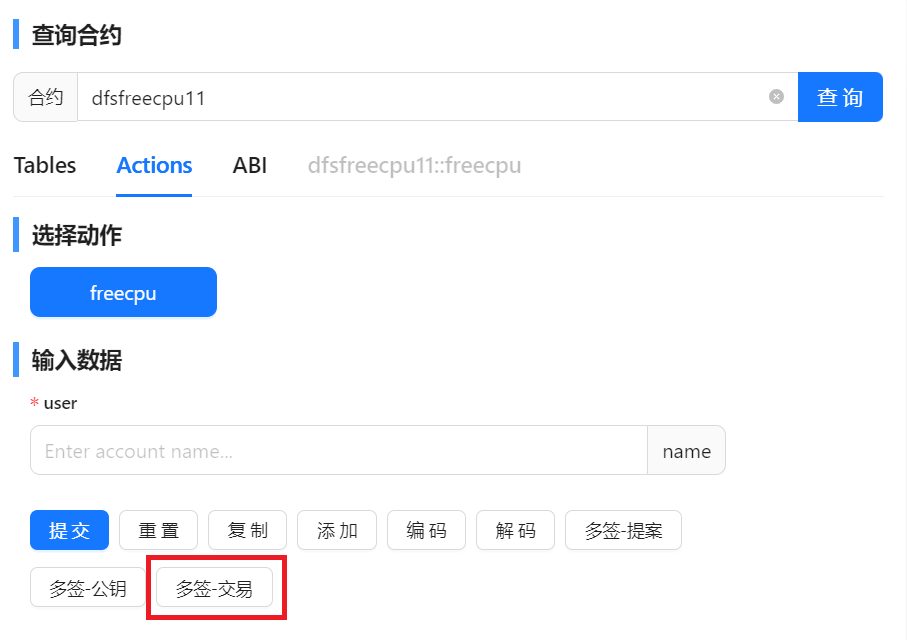 查询合约
合约 dfsfreecpu11 查 询
Tables Actions ABI dfsfreecpu11::freecpu
选择动作
freecpu
输入数据
* user
Enter account name... name
提 交 重 置 复 制 添 加 编 码 解 码 多签-提案
多签-公钥 多签-交易